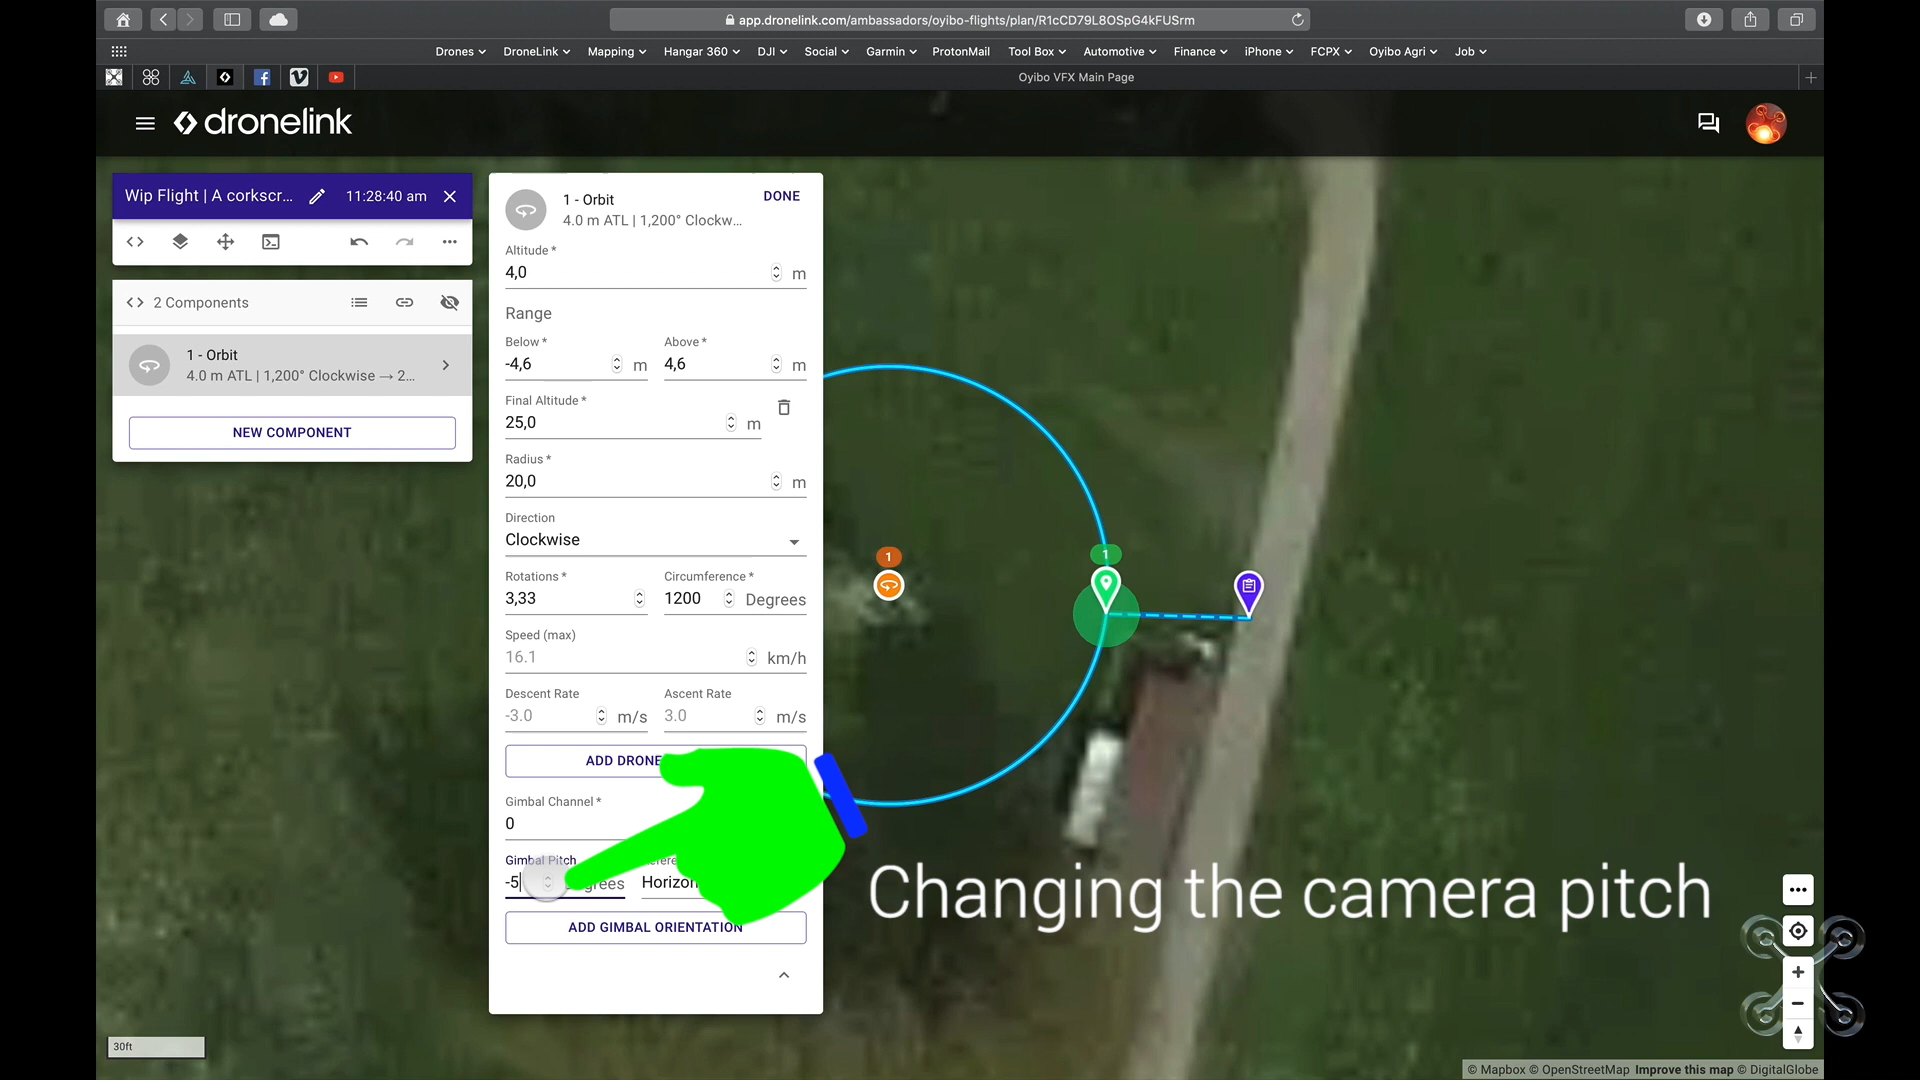 app.dronelink.com/ambassadors/oyibo-flights/plan/R1cCD79L8OSpG4kFUSrm
Drones DroneLink Mapping Hangar 360 DJI Social Garmin ProtonMail Tool Box Automotive Finance iPhone FCPX Oyibo Agri Job
Oyibo VFX Main Page
dronelink
Wip Flight | A corkscr... 11:28:40 am
2 Components
1 - Orbit
4.0 m ATL | 1,200° Clockwise → 2...
NEW COMPONENT
1 - Orbit
DONE
4.0 m ATL | 1,200° Clockw...
Altitude *
4,0 m
Range
Below * Above *
-4,6 m 4,6 m
Final Altitude *
25,0 m
Radius *
20,0 m
Direction
Clockwise
Rotations * Circumference *
3,33 1200 Degrees
Speed (max)
16.1 km/h
Descent Rate Ascent Rate
-3.0 m/s 3.0 m/s
ADD DRONE
Gimbal Channel *
0
Gimbal Pitch
-5 Horizon
ADD GIMBAL ORIENTATION
1
1
Changing the camera pitch
30ft
© Mapbox © OpenStreetMap Improve this map © DigitalGlobe